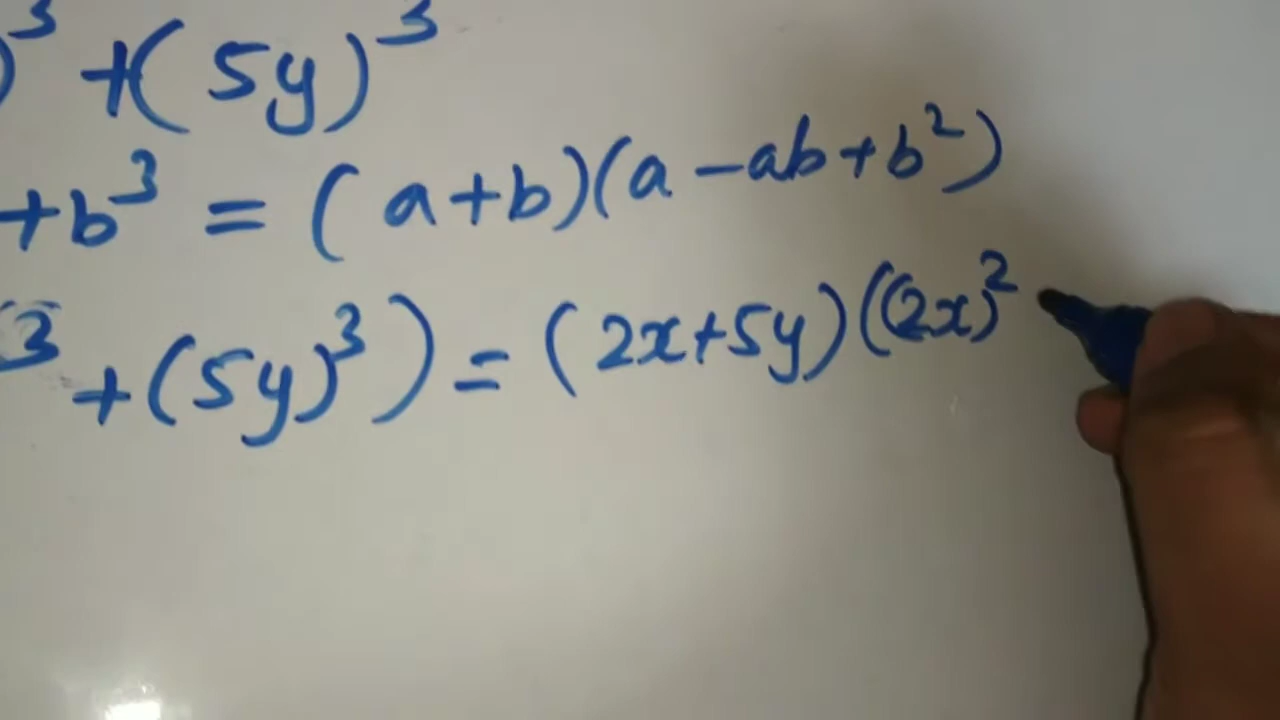 )³ +(5y)³
+b³ = (a+b)(a-ab+b²)
3 +(5y)³) = (2x+5y)((2x)²